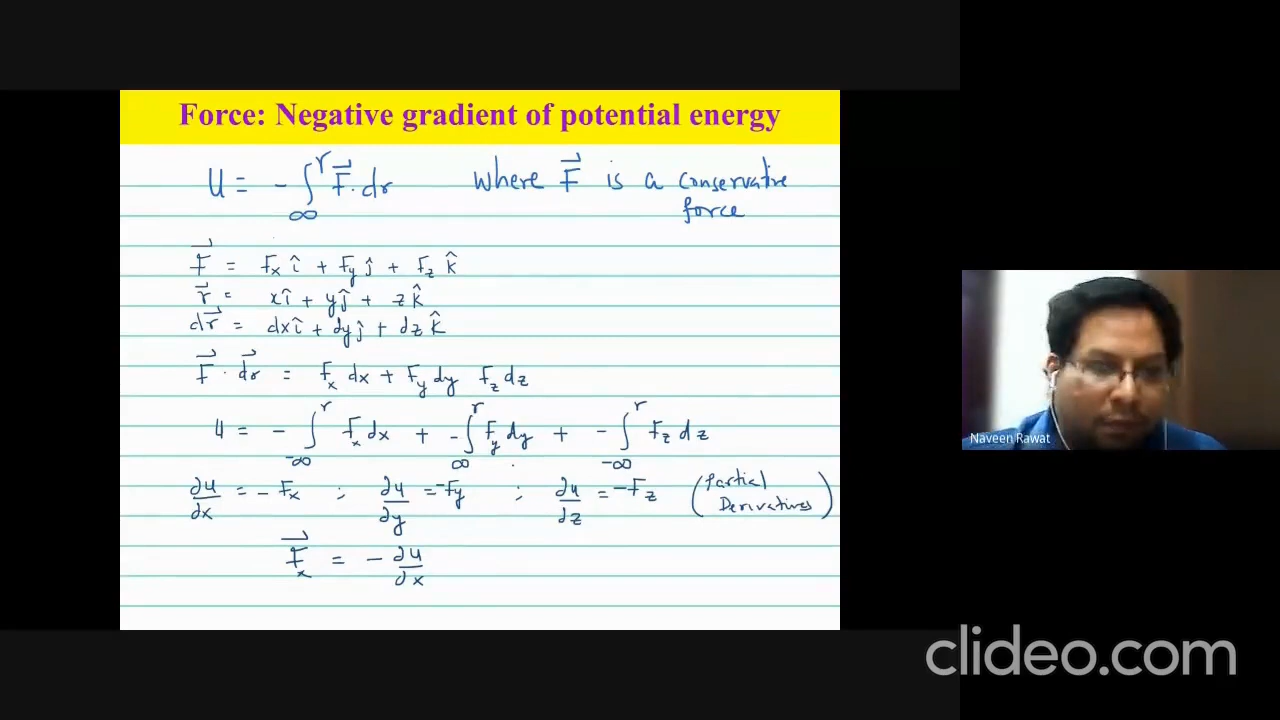 Force: Negative gradient of potential energy
U = - ∫_∞^r F⃗ · dr where F⃗ is a conservative
force
F⃗ = Fx î + Fy ĵ + Fz k̂
r⃗ = xî + yĵ + zk̂
dr⃗ = dxî + dyĵ + dzk̂
F⃗ · dr⃗ = Fx dx + Fy dy Fz dz
U = - ∫_-∞^r Fx dx + - ∫_∞^r Fy dy + - ∫_-∞^r Fz dz
∂u/∂x = - Fx ; ∂u/∂y = -Fy ; ∂u/∂z = -Fz (Partial
Derivatives)
F⃗x = - ∂u/∂x
Naveen Rawat
clideo.com